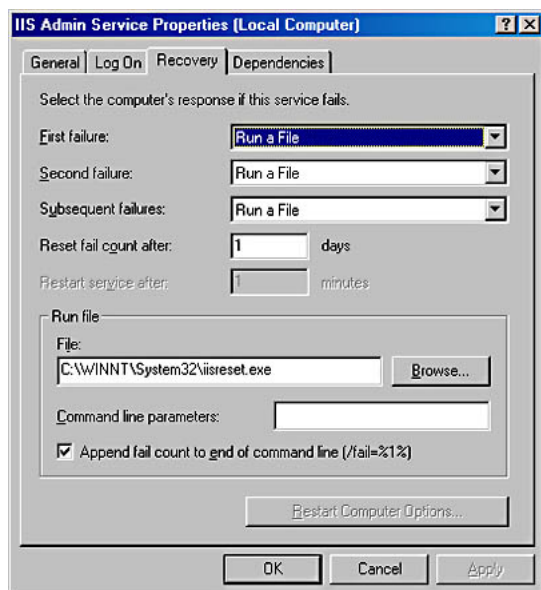 IIS Admin Service Properties (Local Computer)
General Log On Recovery Dependencies
Select the computer's response if this service fails.
First failure: Run a File
Second failure: Run a File
Subsequent failures: Run a File
Reset fail count after: 1 days
Restart service after: 1 minutes
Run file
File:
C:\WINNT\System32\iisreset.exe Browse...
Command line parameters:
Append fail count to end of command line (/fail=%1%)
Restart Computer Options...
OK Cancel Apply